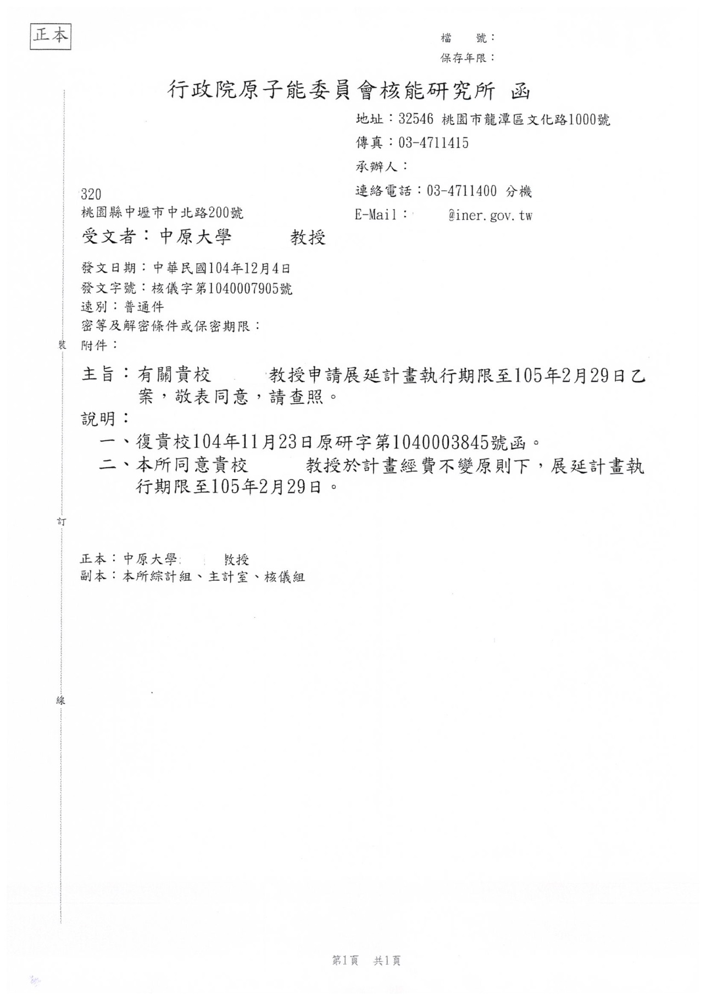 正本
檔　　號：
保存年限：
行政院原子能委員會核能研究所 函
地址：32546 桃園市龍潭區文化路1000號
傳真：03-4711415
承辦人：
連絡電話：03-4711400 分機
E-Mail：　　@iner.gov.tw
320
桃園縣中壢市中北路200號
受文者：中原大學　　　教授
發文日期：中華民國104年12月4日
發文字號：核儀字第1040007905號
速別：普通件
密等及解密條件或保密期限：
附件：
主旨：有關貴校　　　教授申請展延計畫執行期限至105年2月29日乙
案，敬表同意，請查照。
說明：
一、復貴校104年11月23日原研字第1040003845號函。
二、本所同意貴校　　　教授於計畫經費不變原則下，展延計畫執
行期限至105年2月29日。
正本：中原大學　　　教授
副本：本所綜計組、主計室、核儀組
裝
訂
線
第1頁　共1頁